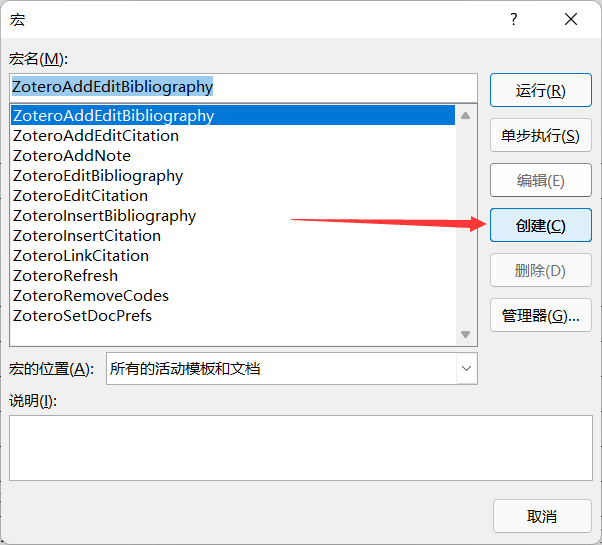 宏
宏名(M):
ZoteroAddEditBibliography
运行(R)
ZoteroAddEditBibliography
ZoteroAddEditCitation
单步执行(S)
ZoteroAddNote
ZoteroEditBibliography
编辑(E)
ZoteroEditCitation
ZoteroInsertBibliography
创建(C)
ZoteroInsertCitation
ZoteroLinkCitation
ZoteroRefresh
删除(D)
ZoteroRemoveCodes
ZoteroSetDocPrefs
管理器(G)...
宏的位置(A): 所有的活动模板和文档
说明(I):
取消